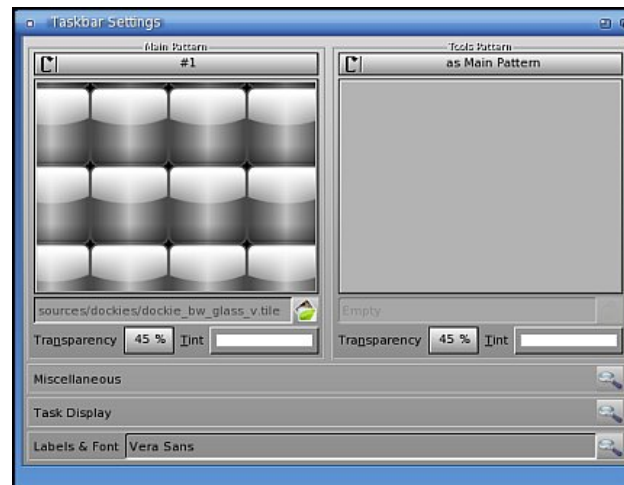 Taskbar Settings
Main Pattern
#1
sources/dockies/dockie_bw_glass_v.tile
Transparency 45 % Tint
Tools Pattern
as Main Pattern
Empty
Transparency 45 % Tint
Miscellaneous
Task Display
Labels & Font Vera Sans